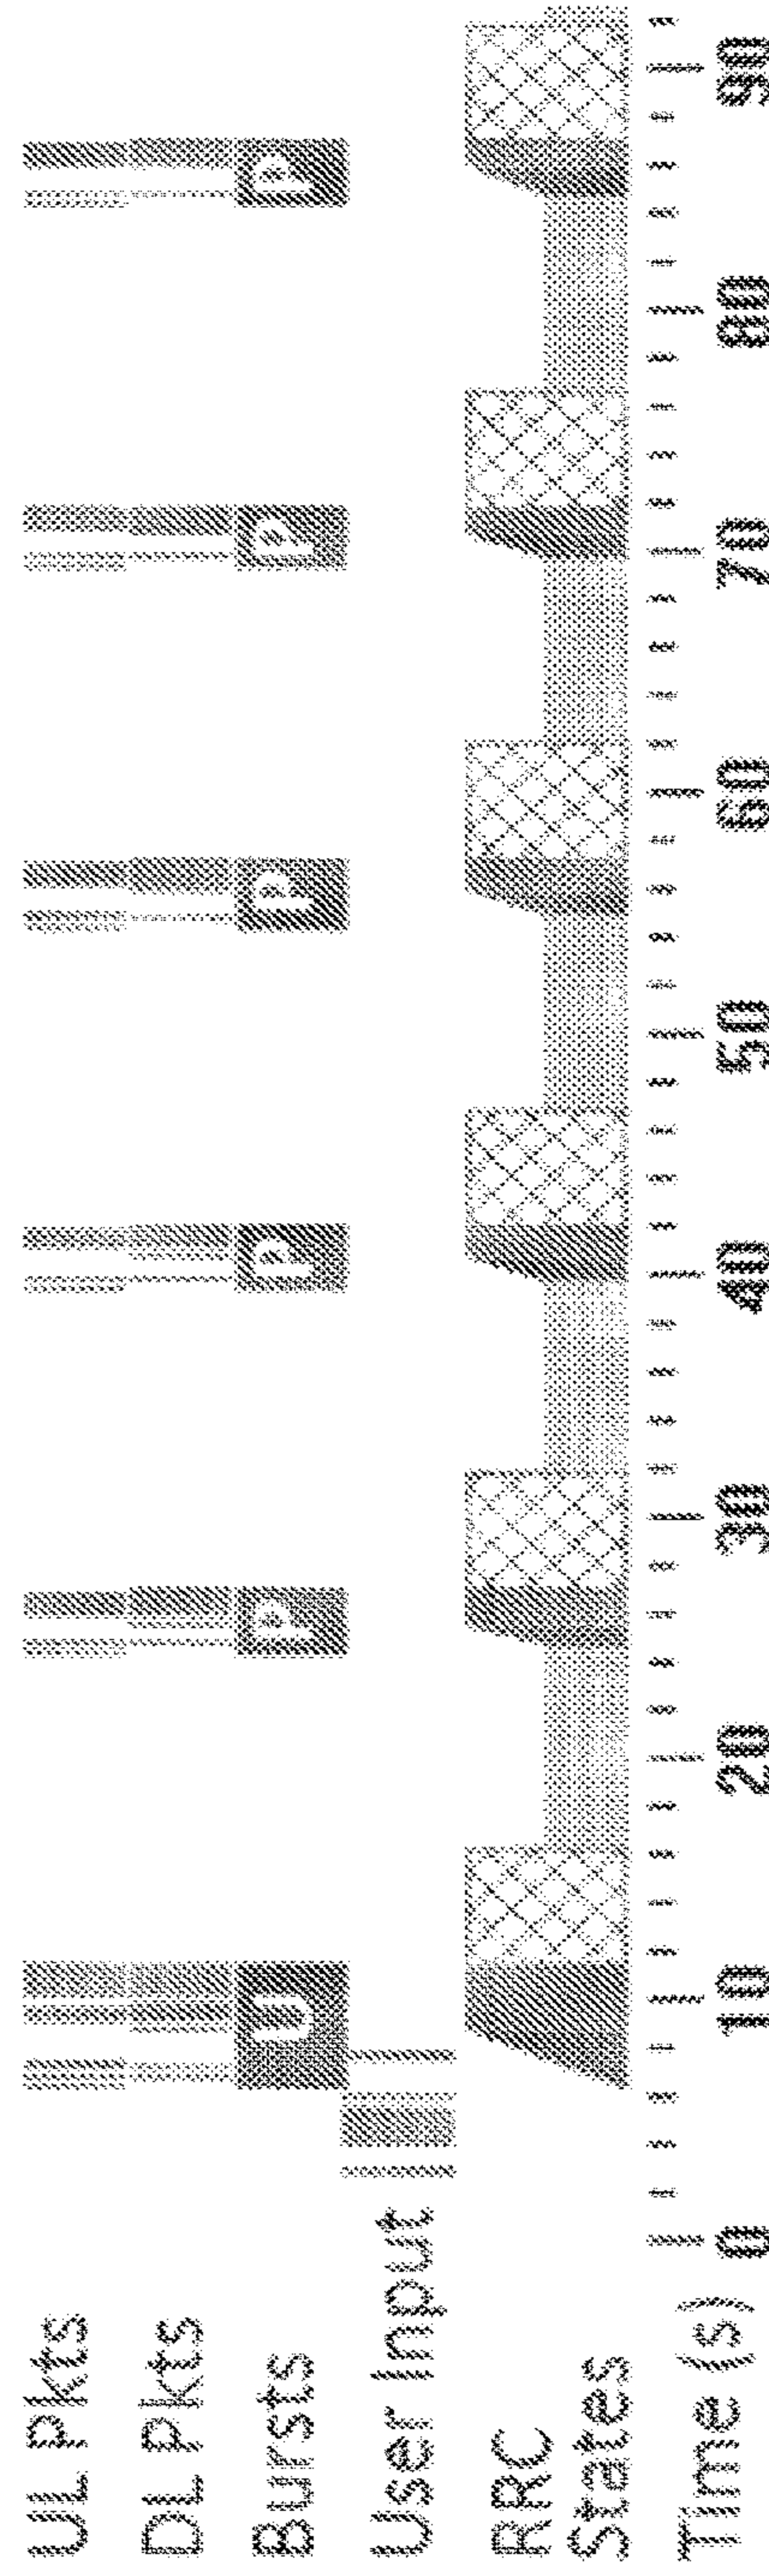 UL Pkts
DL Pkts
Bursts U P P P P P
User Input
RRC
States
Time (s) 0 10 20 30 40 50 60 70 80 90